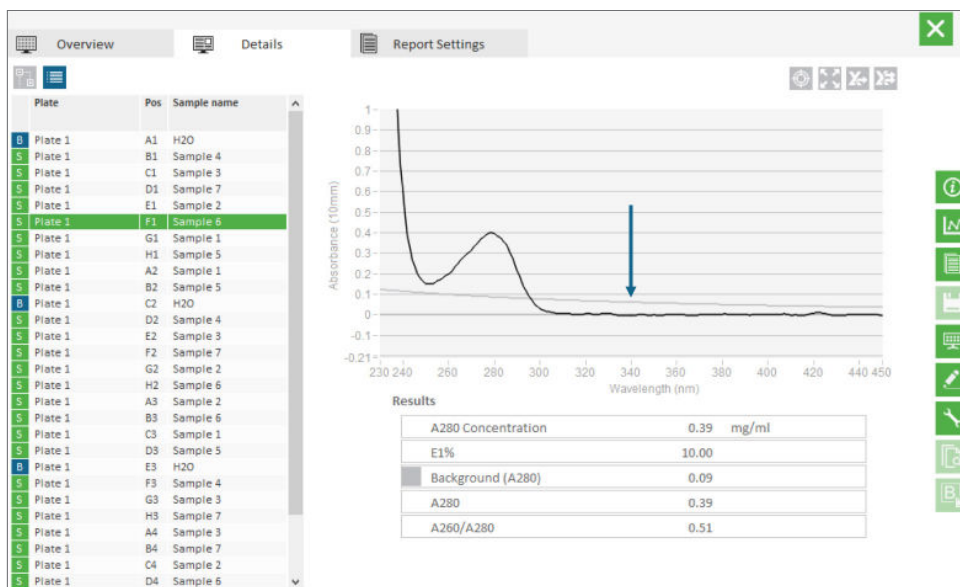 Overview Details Report Settings
Plate Pos Sample name
B Plate 1 A1 H2O
S Plate 1 B1 Sample 4
S Plate 1 C1 Sample 3
S Plate 1 D1 Sample 7
S Plate 1 E1 Sample 2
S Plate 1 F1 Sample 6
S Plate 1 G1 Sample 1
S Plate 1 H1 Sample 5
S Plate 1 A2 Sample 1
S Plate 1 B2 Sample 5
B Plate 1 C2 H2O
S Plate 1 D2 Sample 4
S Plate 1 E2 Sample 3
S Plate 1 F2 Sample 7
S Plate 1 G2 Sample 2
S Plate 1 H2 Sample 6
S Plate 1 A3 Sample 2
S Plate 1 B3 Sample 6
S Plate 1 C3 Sample 1
S Plate 1 D3 Sample 5
B Plate 1 E3 H2O
S Plate 1 F3 Sample 4
S Plate 1 G3 Sample 3
S Plate 1 H3 Sample 7
S Plate 1 A4 Sample 3
S Plate 1 B4 Sample 7
S Plate 1 C4 Sample 2
S Plate 1 D4 Sample 6
Absorbance (10mm)
1
0.9
0.8
0.7
0.6
0.5
0.4
0.3
0.2
0.1
0
-0.1
-0.21
230 240 260 280 300 320 340 360 380 400 420 440 450
Wavelength (nm)
Results
A280 Concentration 0.39 mg/ml
E1% 10.00
Background (A280) 0.09
A280 0.39
A260/A280 0.51
B